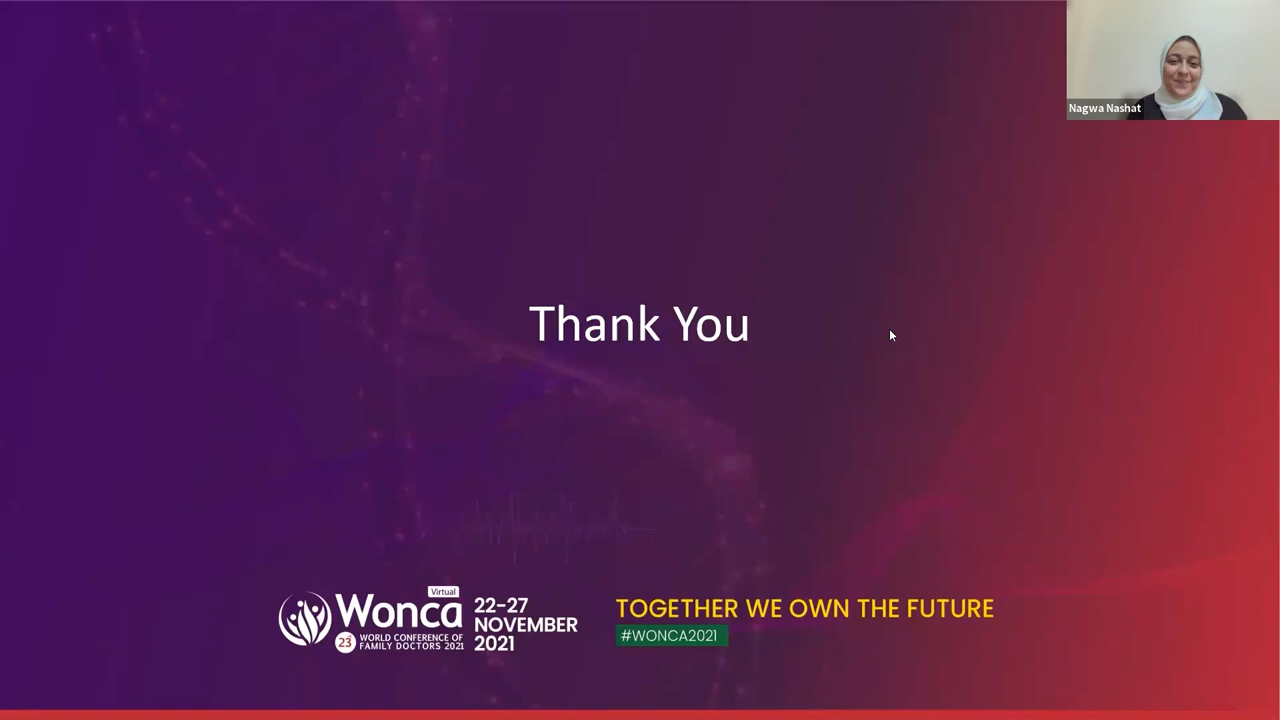 Nagwa Nashat
Thank You
Virtual
Wonca
23
WORLD CONFERENCE OF
FAMILY DOCTORS 2021
22-27
NOVEMBER
2021
TOGETHER WE OWN THE FUTURE
#WONCA2021